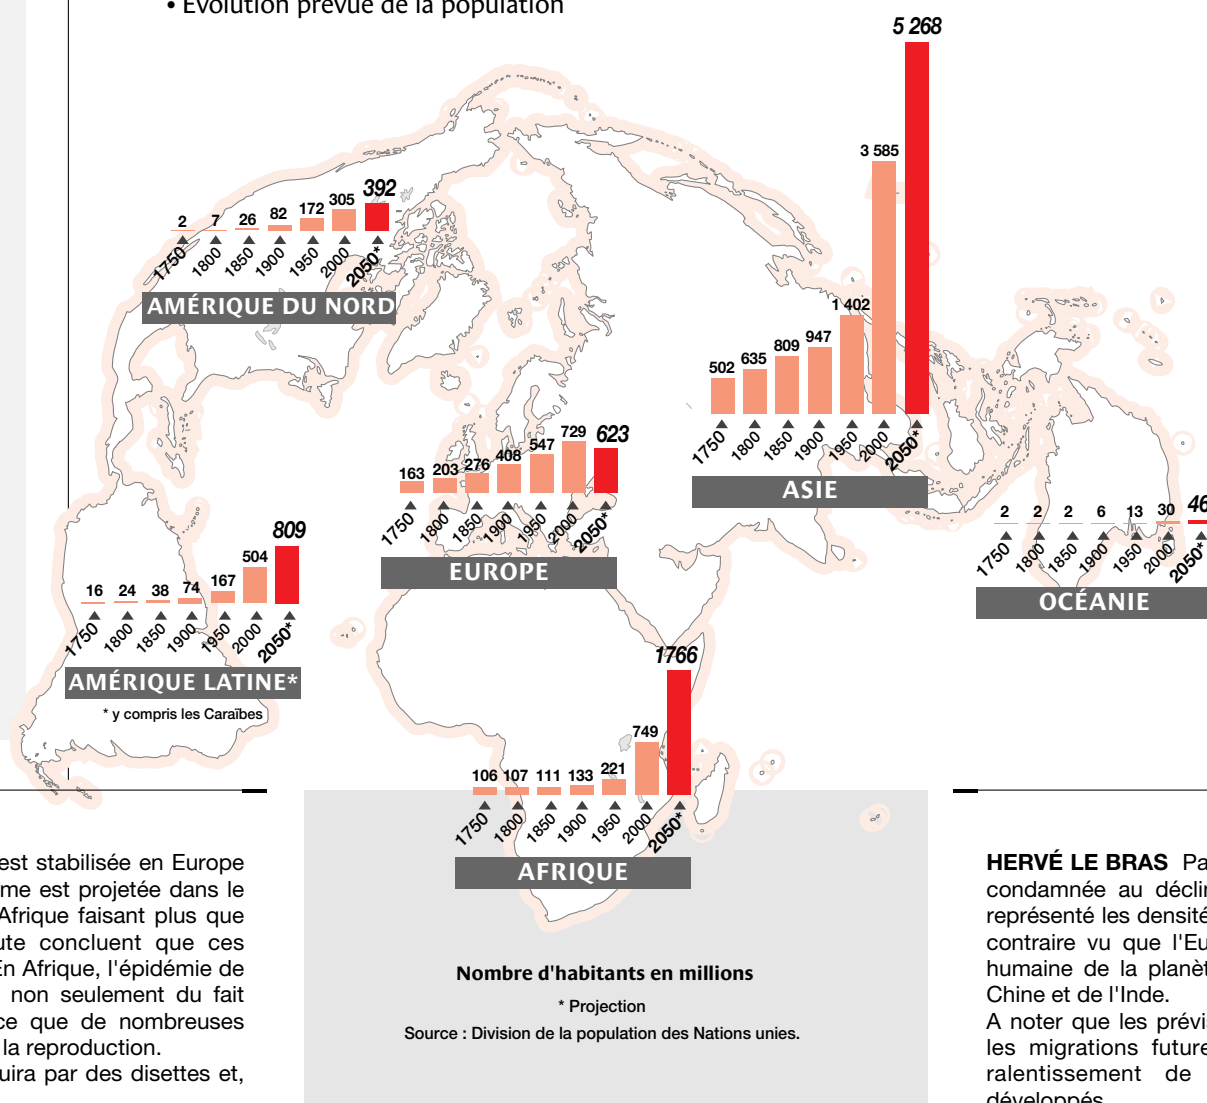 • Evolution prévue de la population
5 268
3 585
1 402
947
809
635
502
1750
1800
1850
1900
1950
2000
2050*
ASIE
2 7 26 82 172 305 392
1750 1800 1850 1900 1950 2000 2050*
AMÉRIQUE DU NORD
163 203 276 408 547 729 623
1750 1800 1850 1900 1950 2000 2050*
EUROPE
2 2 2 6 13 30 46
1750 1800 1850 1900 1950 2000 2050*
OCÉANIE
16 24 38 74 167 504 809
1750 1800 1850 1900 1950 2000 2050*
AMÉRIQUE LATINE*
* y compris les Caraïbes
106 107 111 133 221 749 1766
1750 1800 1850 1900 1950 2000 2050*
AFRIQUE
Nombre d'habitants en millions
* Projection
Source : Division de la population des Nations unies.
est stabilisée en Europe
me est projetée dans le
Afrique faisant plus que
ute concluent que ces
En Afrique, l'épidémie de
non seulement du fait
ce que de nombreuses
la reproduction.
uira par des disettes et,
HERVÉ LE BRAS Pa
condamnée au déclin
représenté les densité
contraire vu que l'Eu
humaine de la planèt
Chine et de l'Inde.
A noter que les prévis
les migrations future
ralentissement de
développés